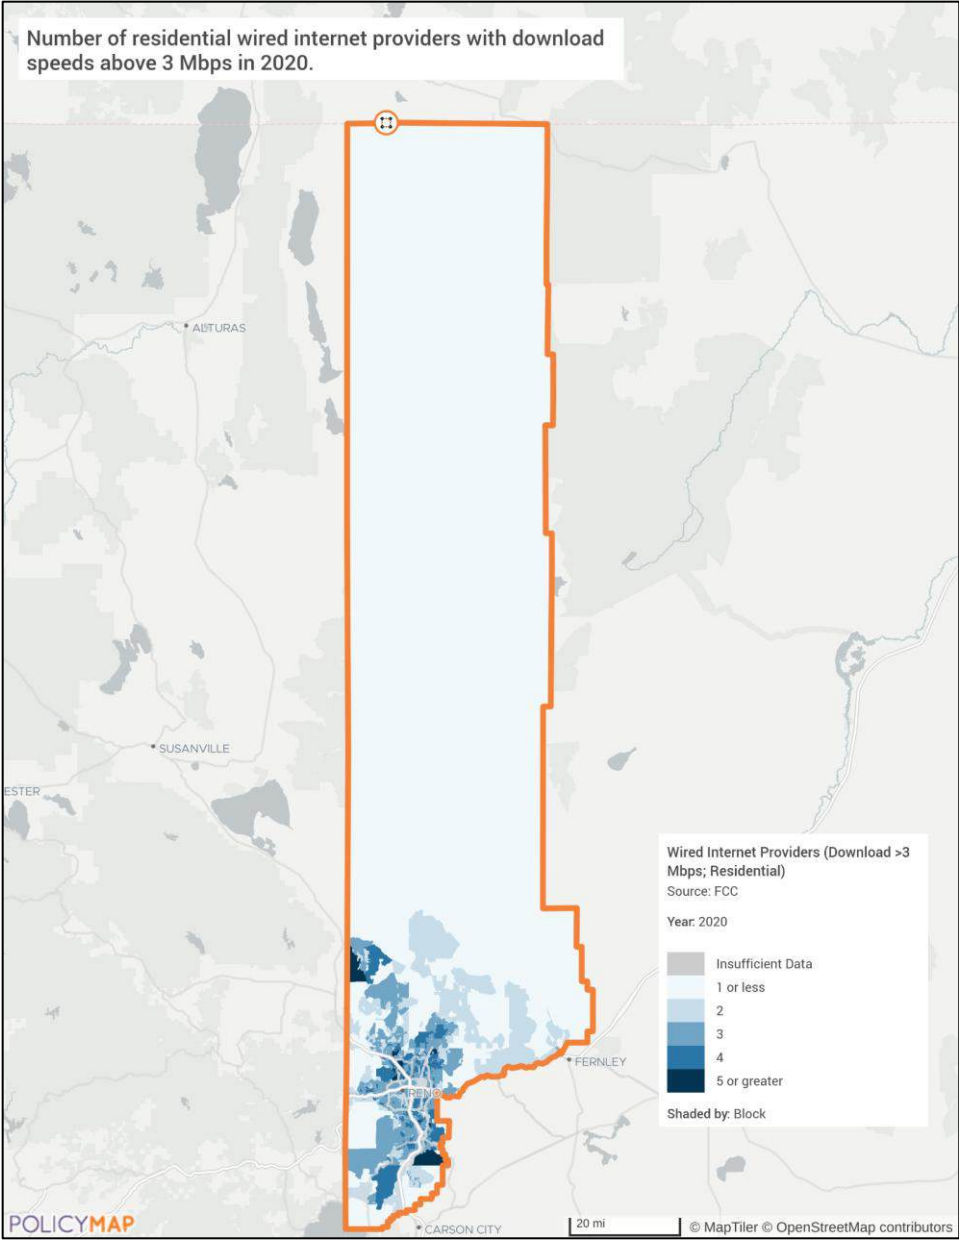 Number of residential wired internet providers with download
speeds above 3 Mbps in 2020.
ALTURAS
SUSANVILLE
ESTER
Wired Internet Providers (Download >3
Mbps; Residential)
Source: FCC
Year: 2020
Insufficient Data
1 or less
2
3
4
5 or greater
Shaded by: Block
FERNLEY
RENO
CARSON CITY
POLICYMAP
20 mi
© MapTiler © OpenStreetMap contributors